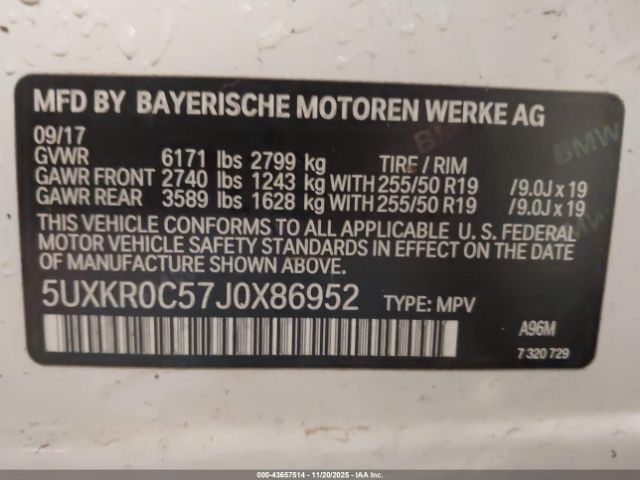 MFD BY BAYERISCHE MOTOREN WERKE AG
09/17
GVWR 6171 lbs 2799 kg TIRE / RIM
GAWR FRONT 2740 lbs 1243 kg WITH 255/50 R19 /9.0J x 19
GAWR REAR 3589 lbs 1628 kg WITH 255/50 R19 /9.0J x 19
THIS VEHICLE CONFORMS TO ALL APPLICABLE U. S. FEDERAL
MOTOR VEHICLE SAFETY STANDARDS IN EFFECT ON THE
DATE OF MANUFACTURE SHOWN ABOVE.
5UXKR0C57J0X86952 TYPE: MPV
A96M
7 320 729
BMW
000-43657514 - 11/20/2025 - IAA Inc.